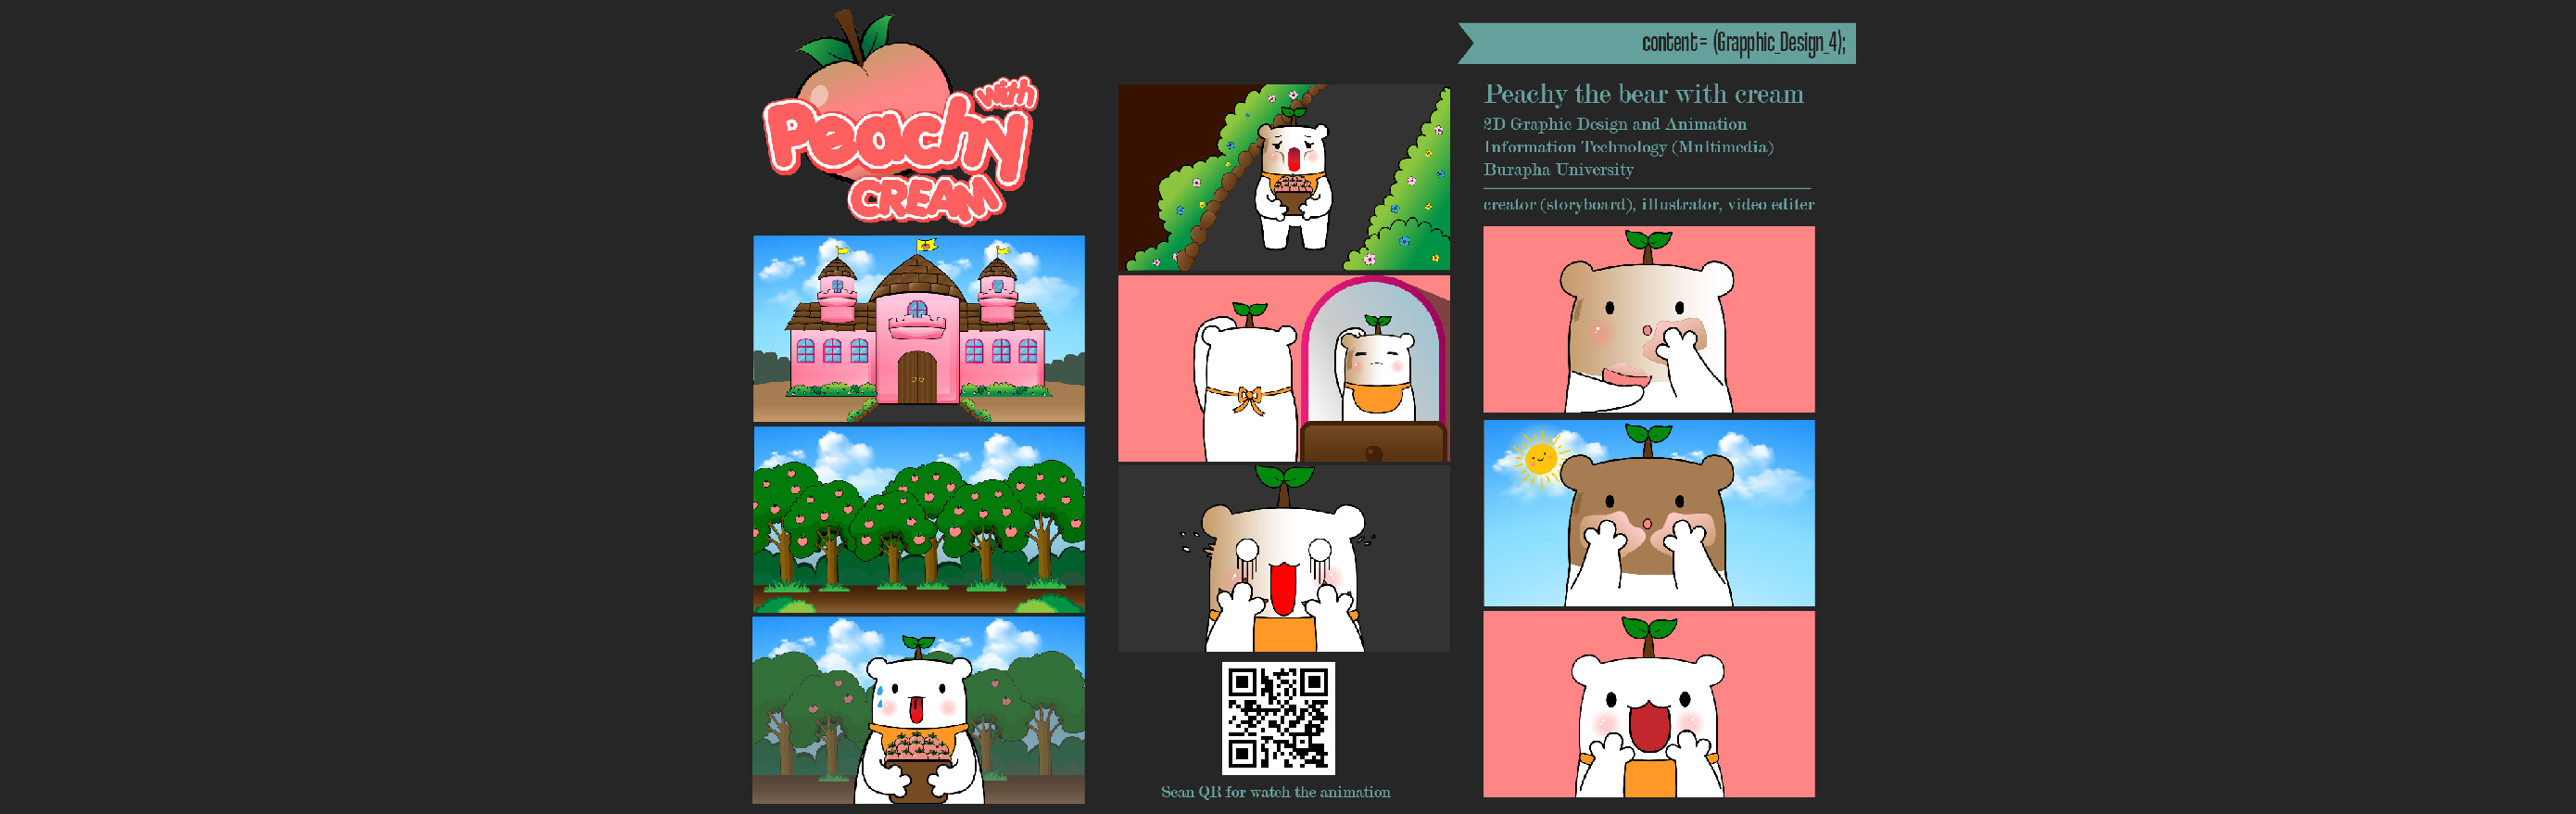 with
Peachy
CREAM
content= (Grapphic_Design_4);
Peachy the bear with cream
2D Graphic Design and Animation
Information Technology (Multimedia)
Burapha University
creator (storyboard), illustrator, video editer
Scan QR for watch the animation